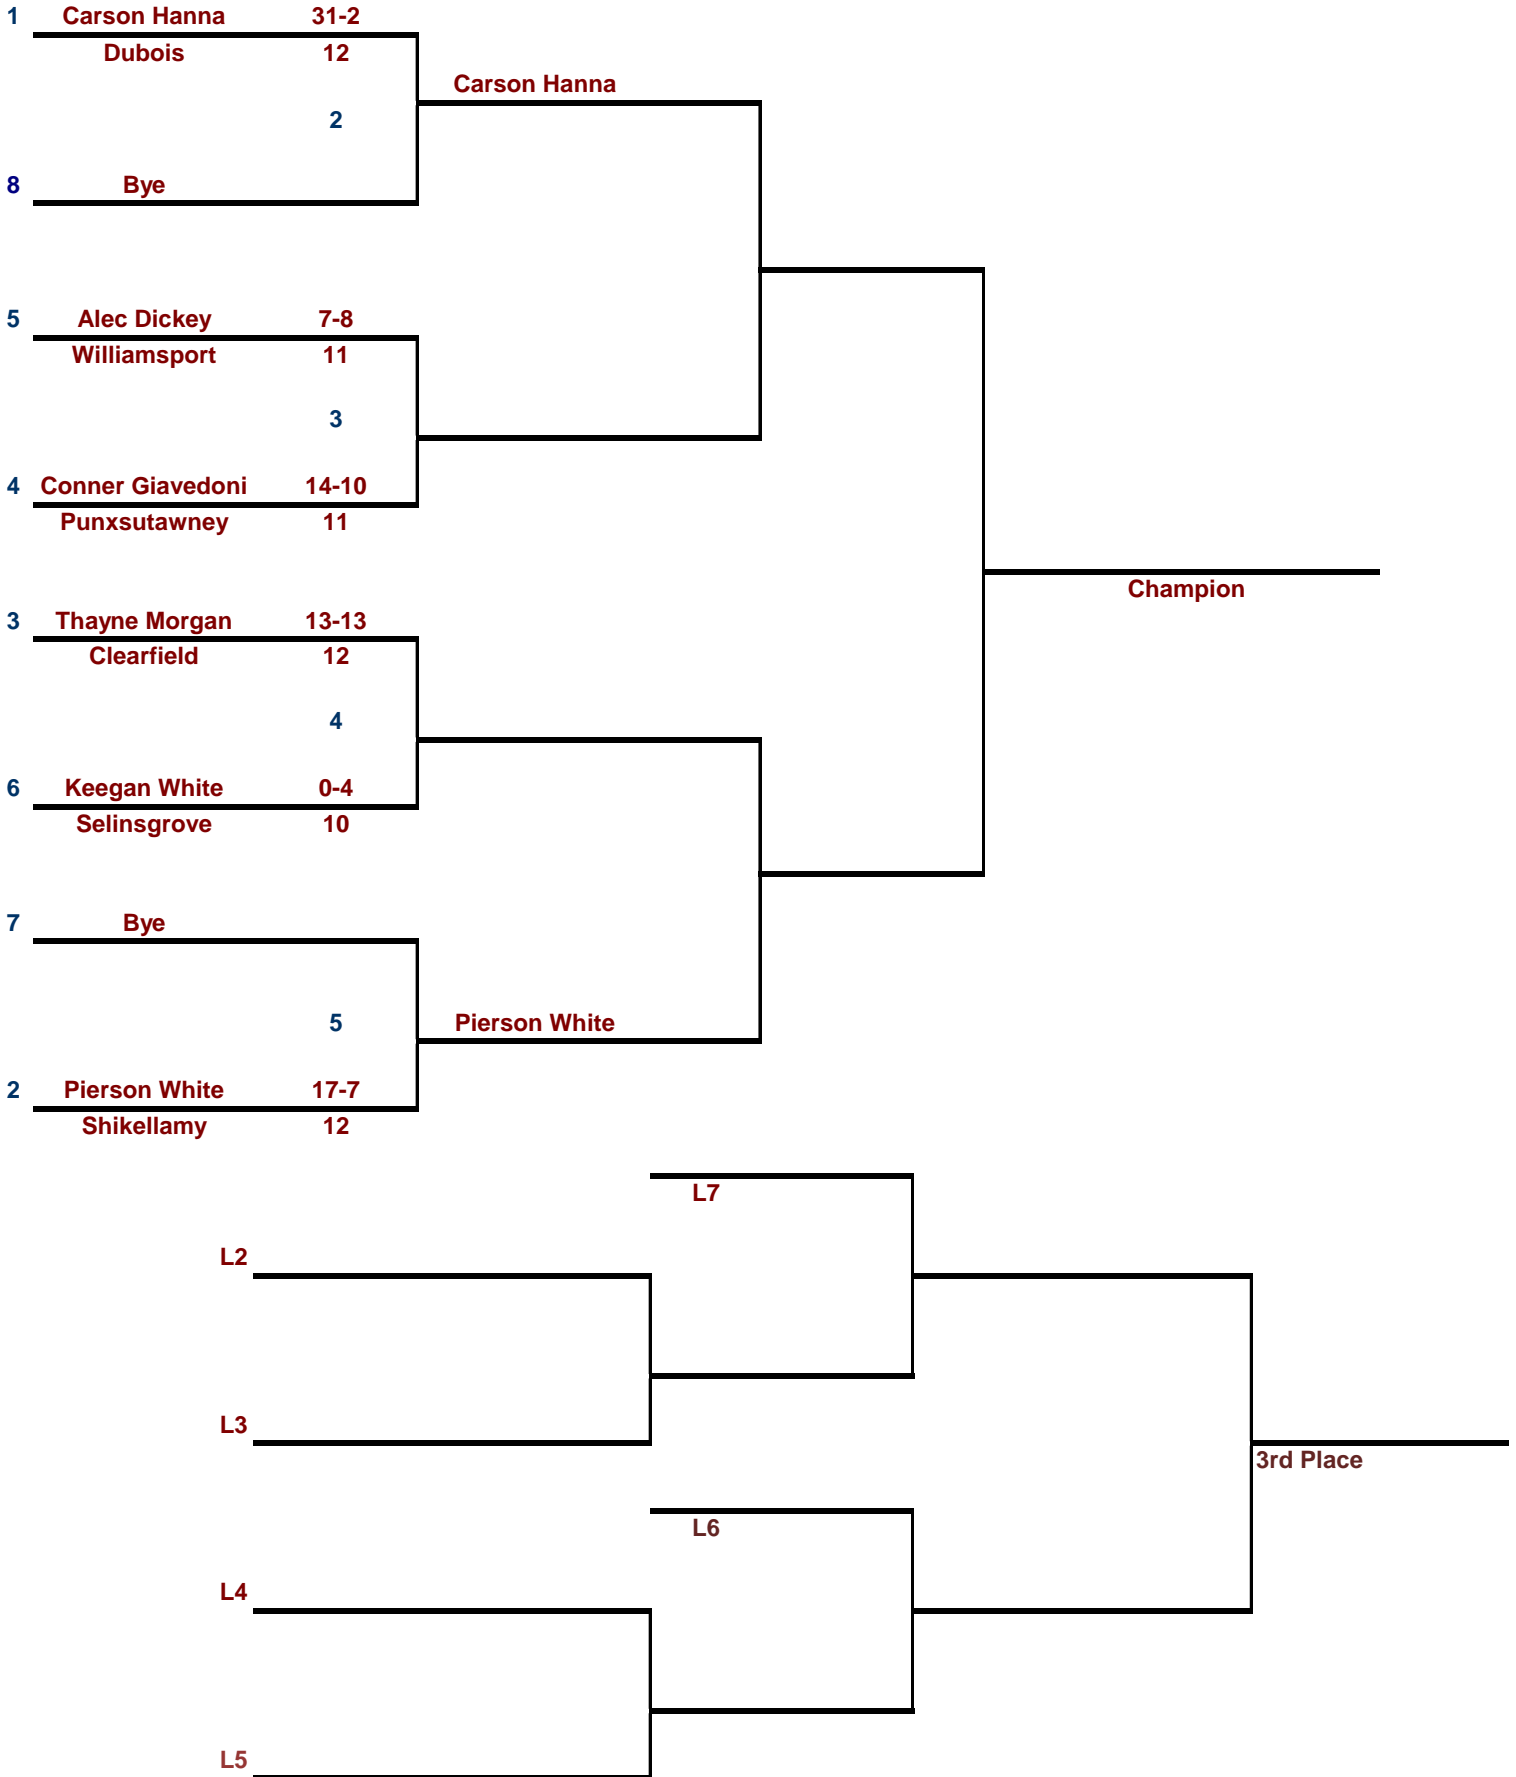 1 Carson Hanna 31-2
Dubois 12
Carson Hanna
2
8 Bye
5 Alec Dickey 7-8
Williamsport 11
3
4 Conner Giavedoni 14-10
Punxsutawney 11
Champion
3 Thayne Morgan 13-13
Clearfield 12
4
6 Keegan White 0-4
Selinsgrove 10
7 Bye
5 Pierson White
2 Pierson White 17-7
Shikellamy 12
L7
L2
L3
3rd Place
L6
L4
L5